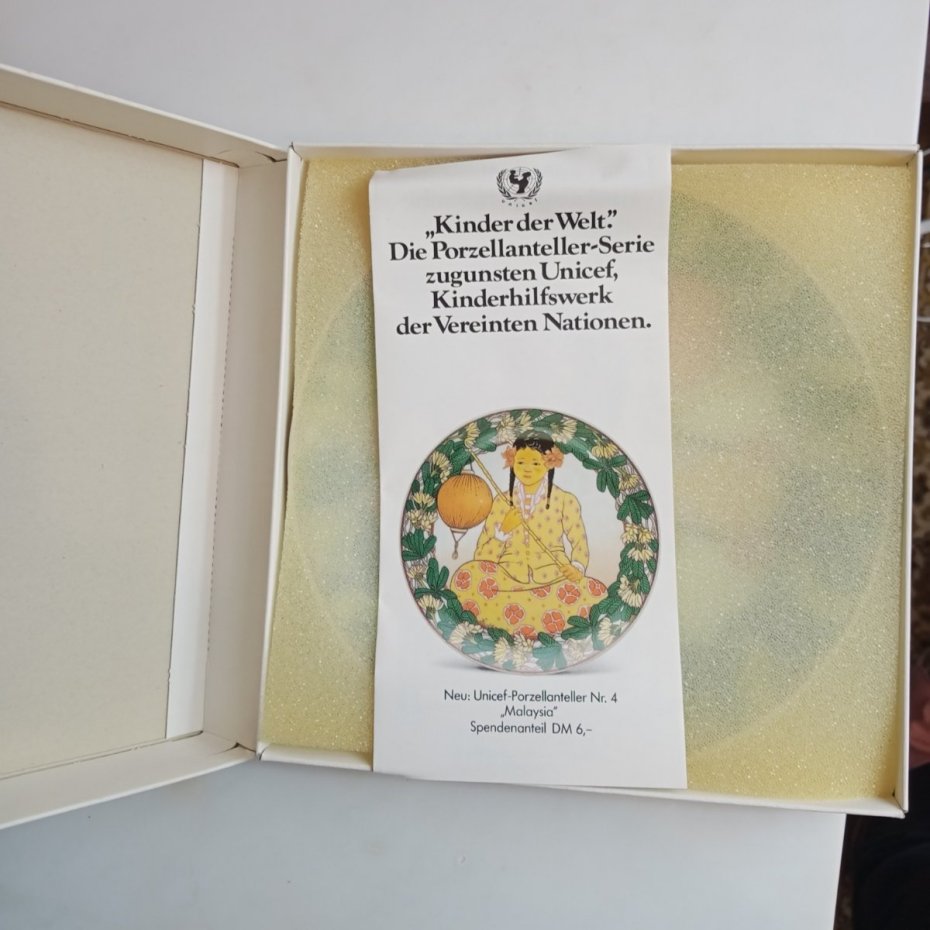 unicef
„Kinder der Welt.“
Die Porzellanteller-Serie
zugunsten Unicef,
Kinderhilfswerk
der Vereinten Nationen.
Neu: Unicef-Porzellanteller Nr. 4
„Malaysia“
Spendenanteil DM 6,–